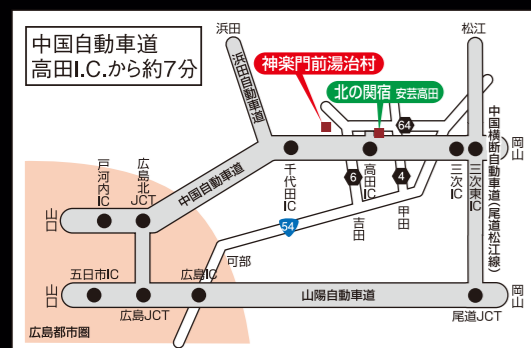 中国自動車道
高田I.C.から約7分
浜田
松江
浜田自動車道
神楽門前湯治村
北の関宿 安芸高田
64
中国横断自動車道(尾道松江線)
岡山
戸河内IC
広島北JCT
中国自動車道
千代田IC
高田IC
三次IC
三次東IC
6
4
吉田
甲田
山口
54
可部
五日市IC
広島IC
山口
山陽自動車道
岡山
広島JCT
尾道JCT
広島都市圏